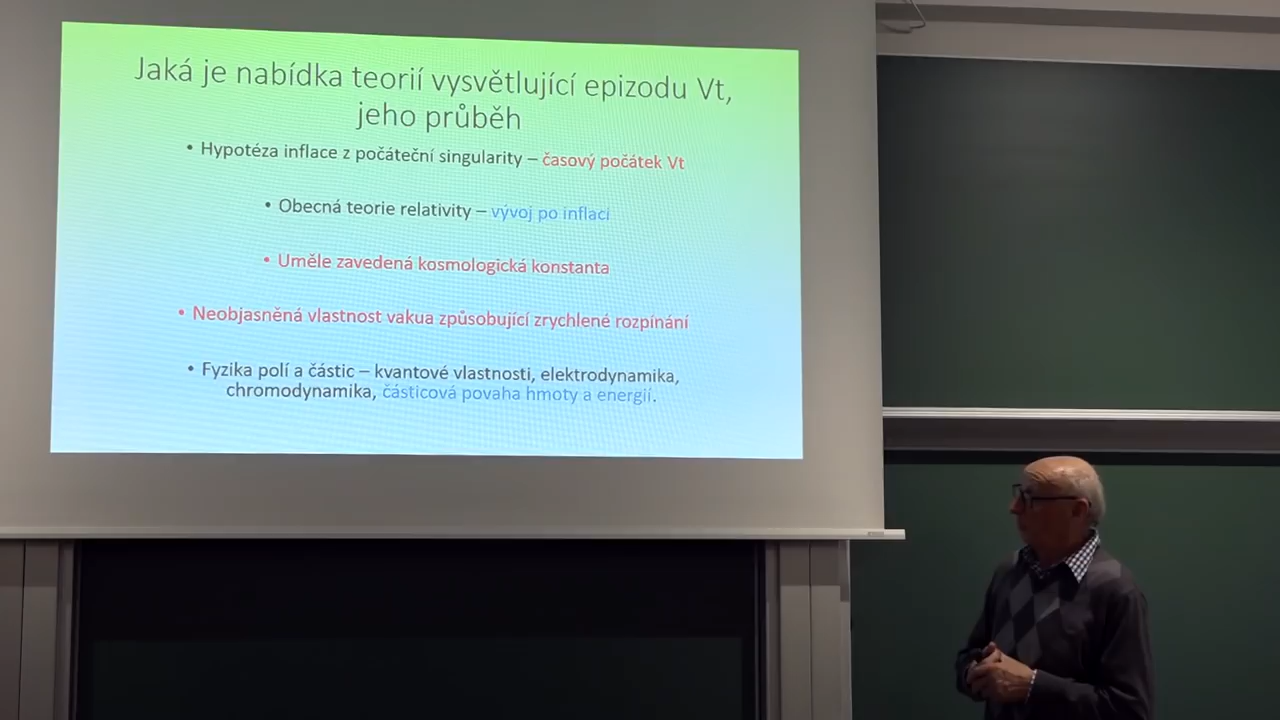 Jaká je nabídka teorií vysvětlující epizodu Vt,
jeho průběh
• Hypotéza inflace z počáteční singularity – časový počátek Vt
• Obecná teorie relativity – vývoj po inflaci
• Uměle zavedená kosmologická konstanta
• Neobjasněná vlastnost vakua způsobující zrychlené rozpínání
• Fyzika polí a částic – kvantové vlastnosti, elektrodynamika,
chromodynamika, částicová povaha hmoty a energií.